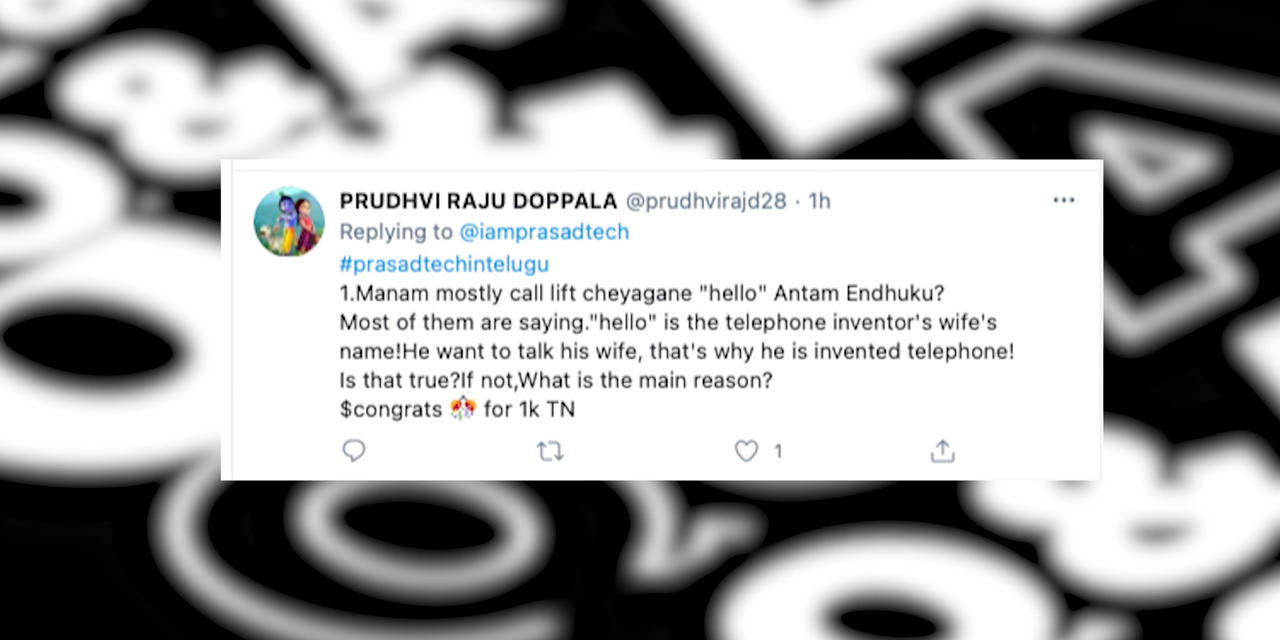 PRUDHVI RAJU DOPPALA @prudhvirajd28 · 1h
Replying to @iamprasadtech
#prasadtechintelugu
1.Manam mostly call lift cheyagane "hello" Antam Endhuku?
Most of them are saying."hello" is the telephone inventor's wife's
name!He want to talk his wife, that's why he is invented telephone!
Is that true?If not,What is the main reason?
$congrats 🎊 for 1k TN
1